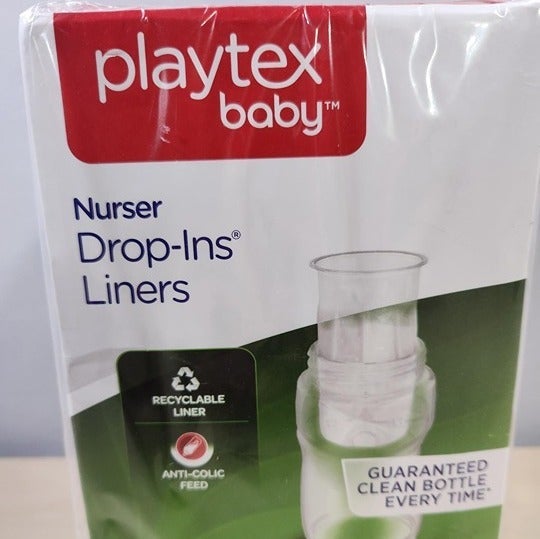 playtex
baby™
Nurser
Drop-Ins®
Liners
RECYCLABLE
LINER
ANTI-COLIC
FEED
GUARANTEED
CLEAN BOTTLE
EVERY TIME*